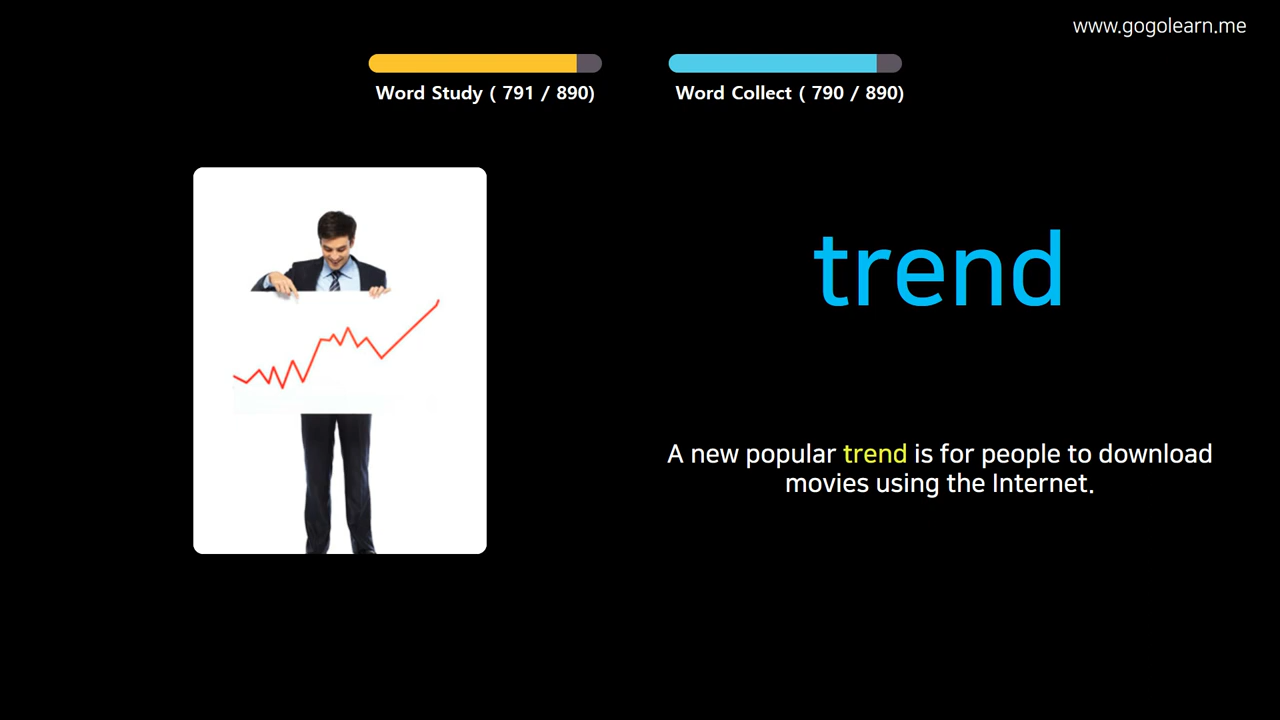 www.gogolearn.me
Word Study ( 791 / 890)
Word Collect ( 790 / 890)
trend
A new popular trend is for people to download
movies using the Internet.